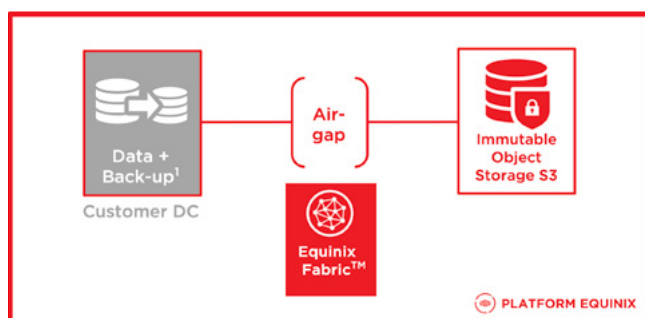 Data +
Back-up¹
Customer DC
Air-
gap
Equinix
Fabric™
Immutable
Object
Storage S3
PLATFORM EQUINIX